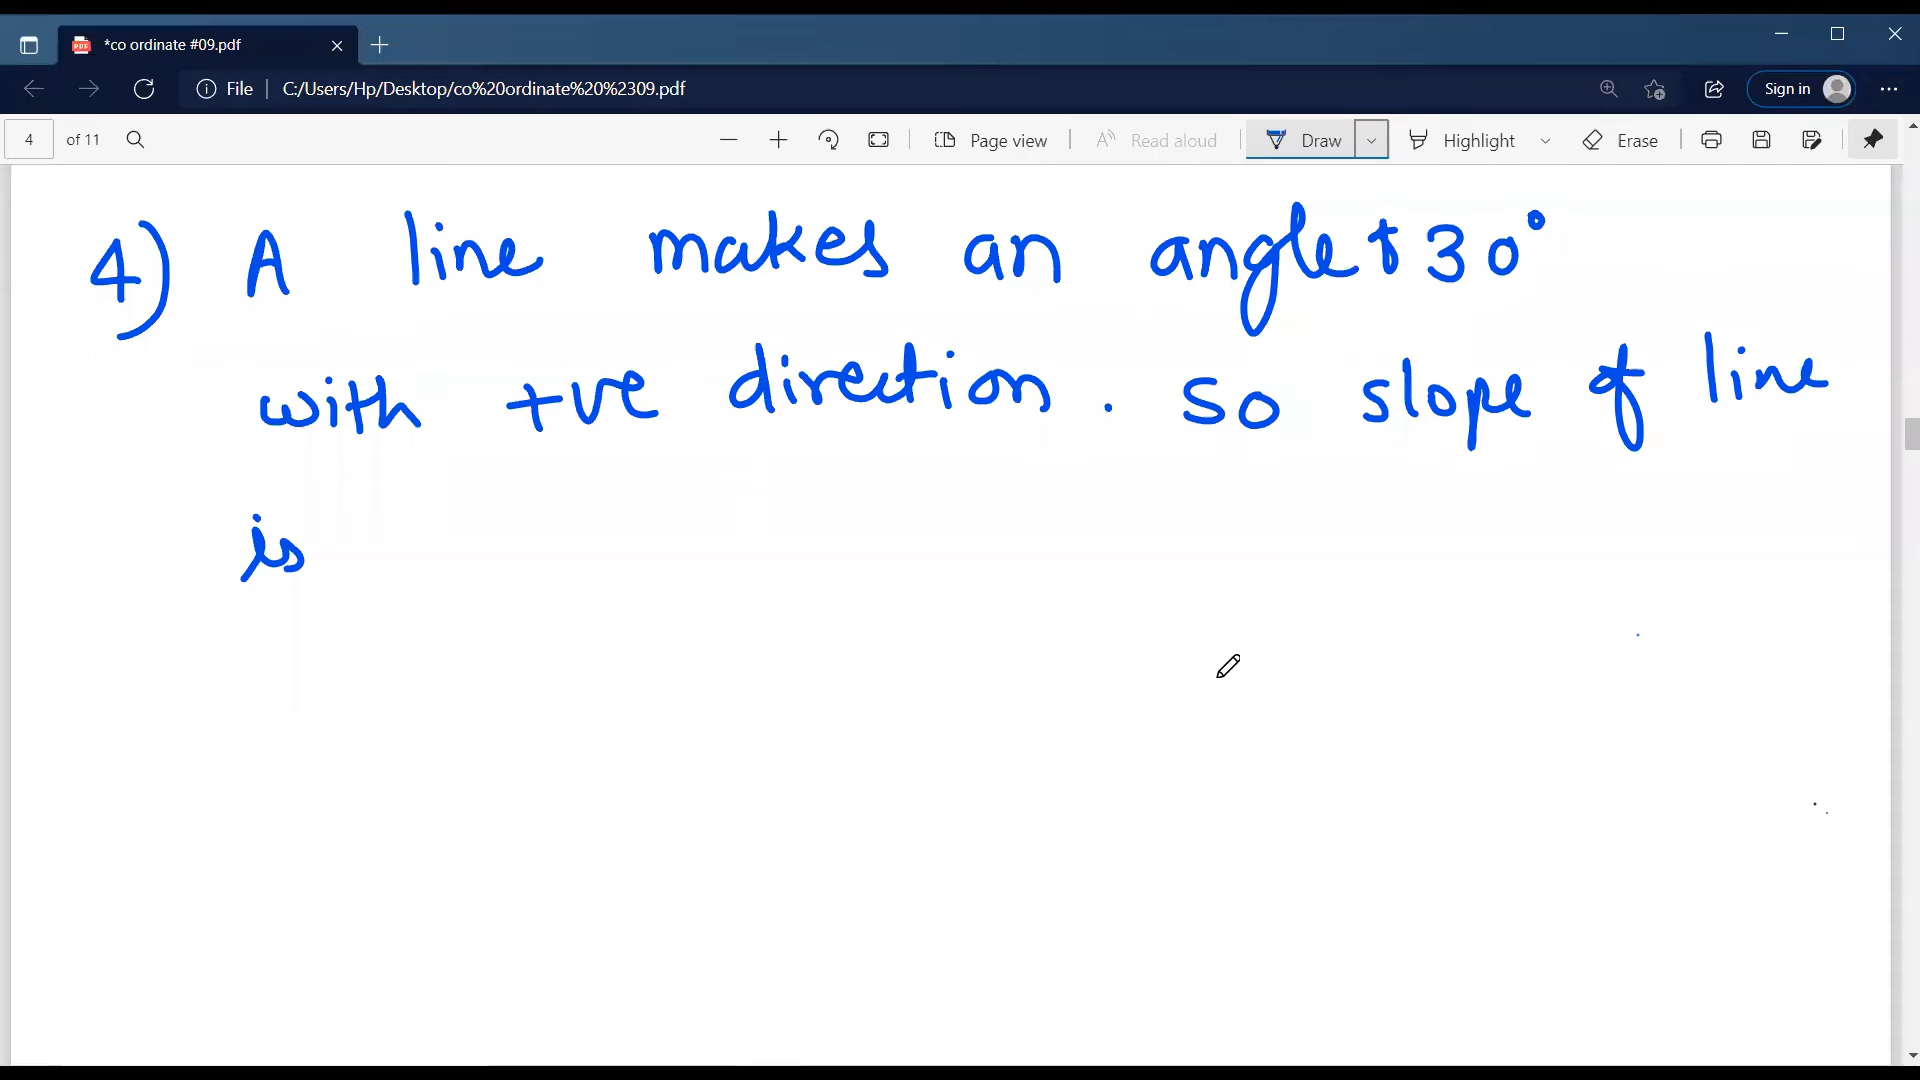 *co ordinate #09.pdf
File | C:/Users/Hp/Desktop/co%20ordinate%20%2309.pdf
Sign in
4 of 11
Page view
Read aloud
Draw
Highlight
Erase
4) A line makes an angle 30°
with +ve direction. so slope of line
is